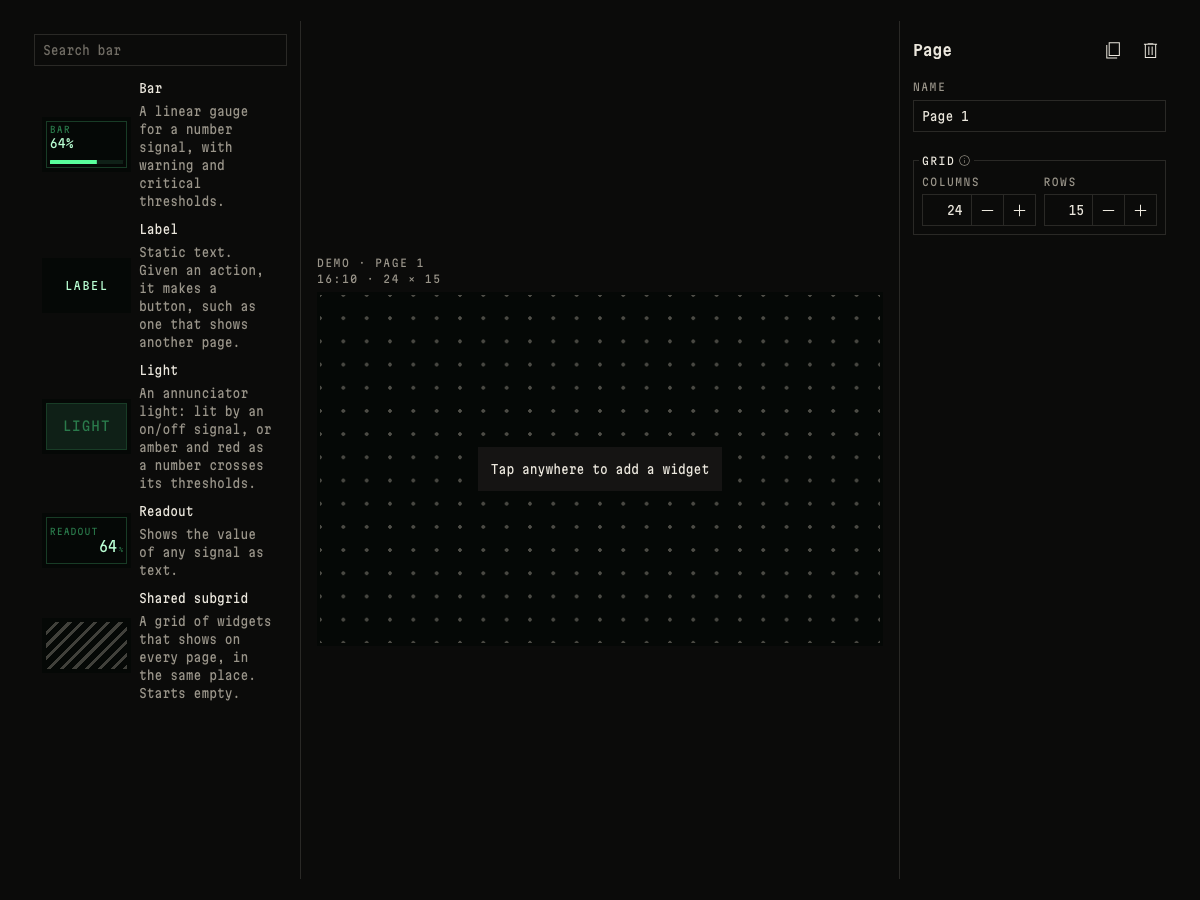 Search bar
BAR
64%
Bar
A linear gauge
for a number
signal, with
warning and
critical
thresholds.
LABEL
Label
Static text.
Given an action,
it makes a
button, such as
one that shows
another page.
LIGHT
Light
An annunciator
light: lit by an
on/off signal, or
amber and red as
a number crosses
its thresholds.
READOUT
64%
Readout
Shows the value
of any signal as
text.
Shared subgrid
A grid of widgets
that shows on
every page, in
the same place.
Starts empty.
DEMO · PAGE 1
16:10 · 24 × 15
Tap anywhere to add a widget
Page
NAME
Page 1
GRID
COLUMNS
ROWS
24
15